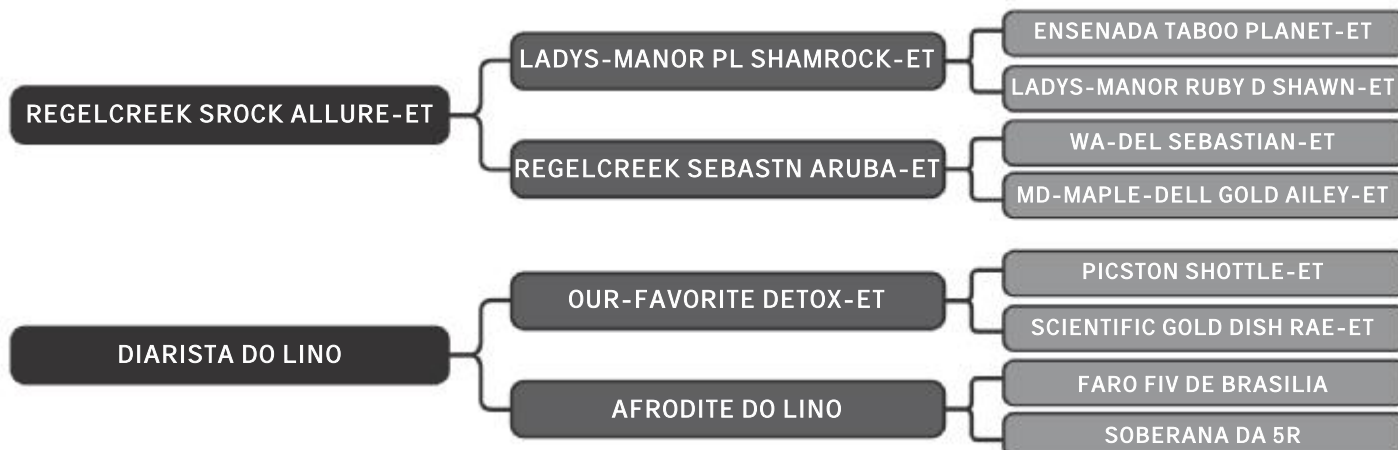 REGELCREEK SROCK ALLURE-ET
LADYS-MANOR PL SHAMROCK-ET
ENSENADA TABOO PLANET-ET
LADYS-MANOR RUBY D SHAWN-ET
REGELCREEK SEBASTN ARUBA-ET
WA-DEL SEBASTIAN-ET
MD-MAPLE-DELL GOLD AILEY-ET
DIARISTA DO LINO
OUR-FAVORITE DETOX-ET
PICSTON SHOTTLE-ET
SCIENTIFIC GOLD DISH RAE-ET
AFRODITE DO LINO
FARO FIV DE BRASILIA
SOBERANA DA 5R